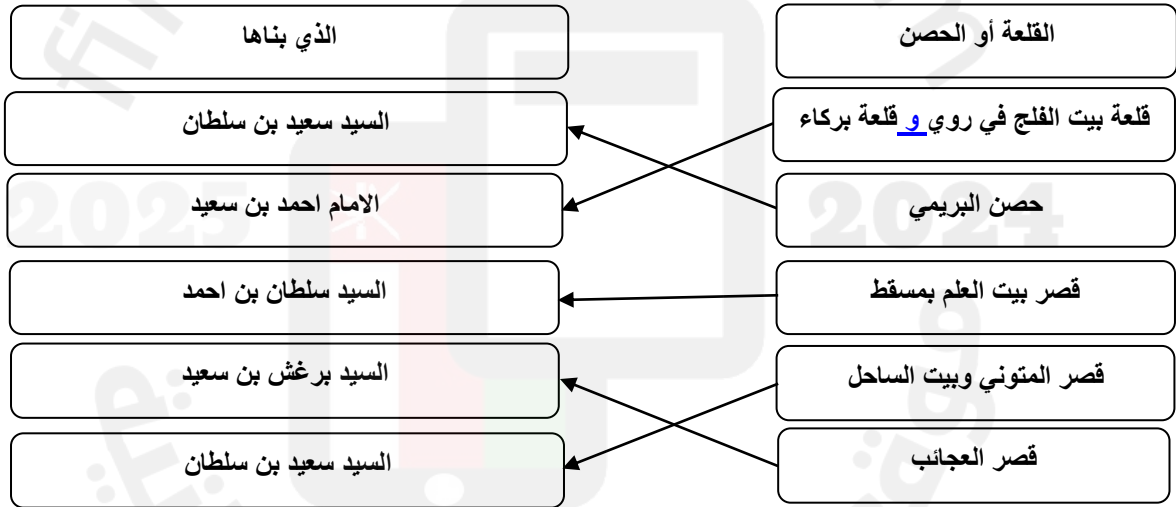 القلعة أو الحصن
الذي بناها
قلعة بيت الفلج في روي و قلعة بركاء
السيد سعيد بن سلطان
حصن البريمي
الامام احمد بن سعيد
قصر بيت العلم بمسقط
السيد سلطان بن احمد
قصر المتوني وبيت الساحل
السيد برغش بن سعيد
قصر العجائب
السيد سعيد بن سلطان
2024
2025